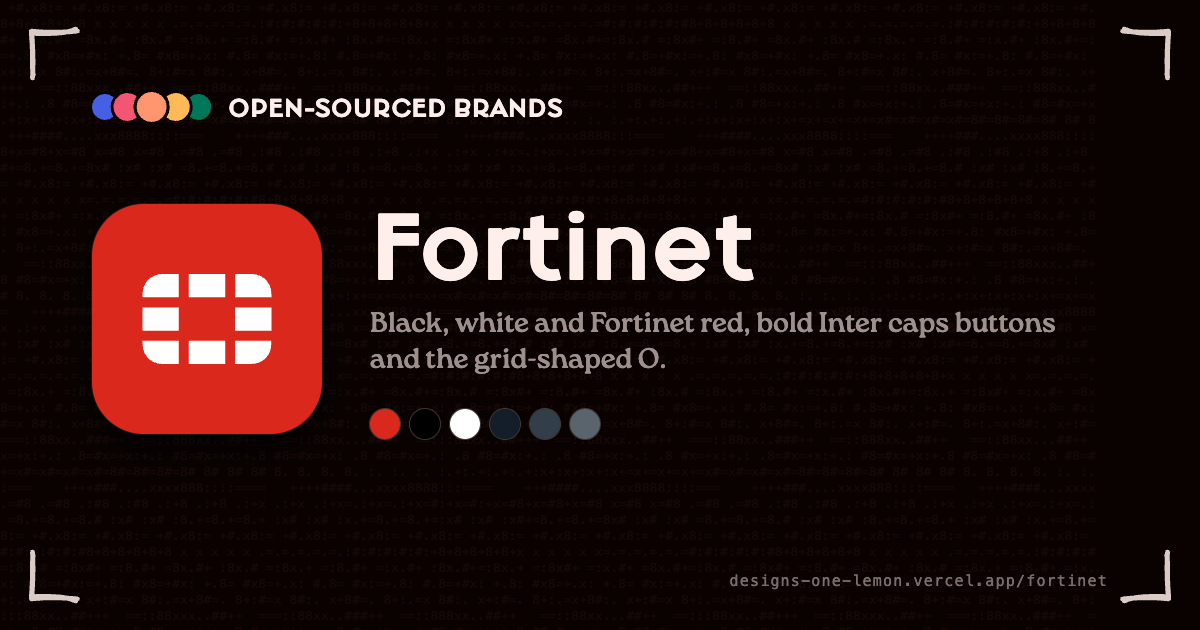 OPEN-SOURCED BRANDS
Fortinet
Black, white and Fortinet red, bold Inter caps buttons
and the grid-shaped O.
designs-one-lemon.vercel.app/fortinet